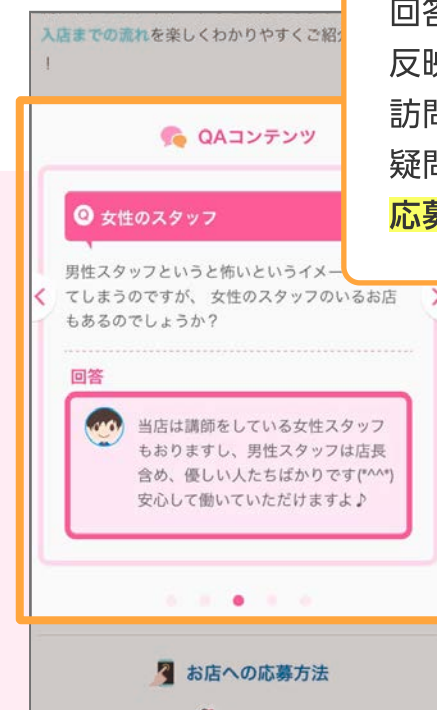 入店までの流れを楽しくわかりやすくご紹
！
回答
反映
訪問
疑問
応募
QAコンテンツ
Q 女性のスタッフ
男性スタッフというと怖いというイメー
てしまうのですが、 女性のスタッフのいるお店
もあるのでしょうか？
回答
当店は講師をしている女性スタッフ
もおりますし、男性スタッフは店長
含め、優しい人たちばかりです(*^^*)
安心して働いていただけますよ♪
お店への応募方法